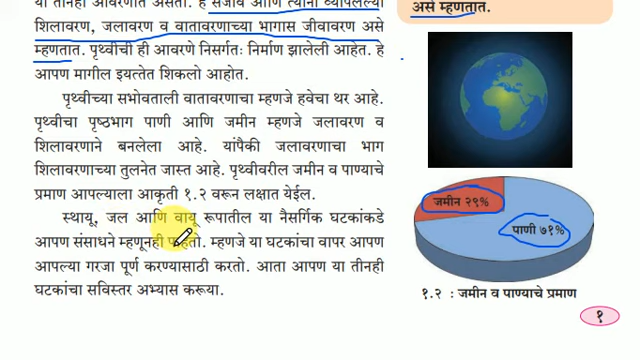 या तिन्ही आवरणात असतो. हे सजीव आणि त्यांनी व्यापलेल्या
शिलावरण, जलावरण व वातावरणाच्या भागास जीवावरण असे
म्हणतात. पृथ्वीची ही आवरणे निसर्गतः निर्माण झालेली आहेत. हे
आपण मागील इयत्तेत शिकलो आहोत.
पृथ्वीच्या सभोवताली वातावरणाचा म्हणजे हवेचा थर आहे.
पृथ्वीचा पृष्ठभाग पाणी आणि जमीन म्हणजे जलावरण व
शिलावरणाने बनलेला आहे. यांपैकी जलावरणाचा भाग
शिलावरणाच्या तुलनेत जास्त आहे. पृथ्वीवरील जमीन व पाण्याचे
प्रमाण आपल्याला आकृती १.२ वरून लक्षात येईल.
स्थायू, जल आणि वायू रूपातील या नैसर्गिक घटकांकडे
आपण संसाधने म्हणूनही पाहतो. म्हणजे या घटकांचा वापर आपण
आपल्या गरजा पूर्ण करण्यासाठी करतो. आता आपण या तीनही
घटकांचा सविस्तर अभ्यास करूया.
असे म्हणतात.
जमीन २९%
पाणी ७१%
१.२ : जमीन व पाण्याचे प्रमाण
१